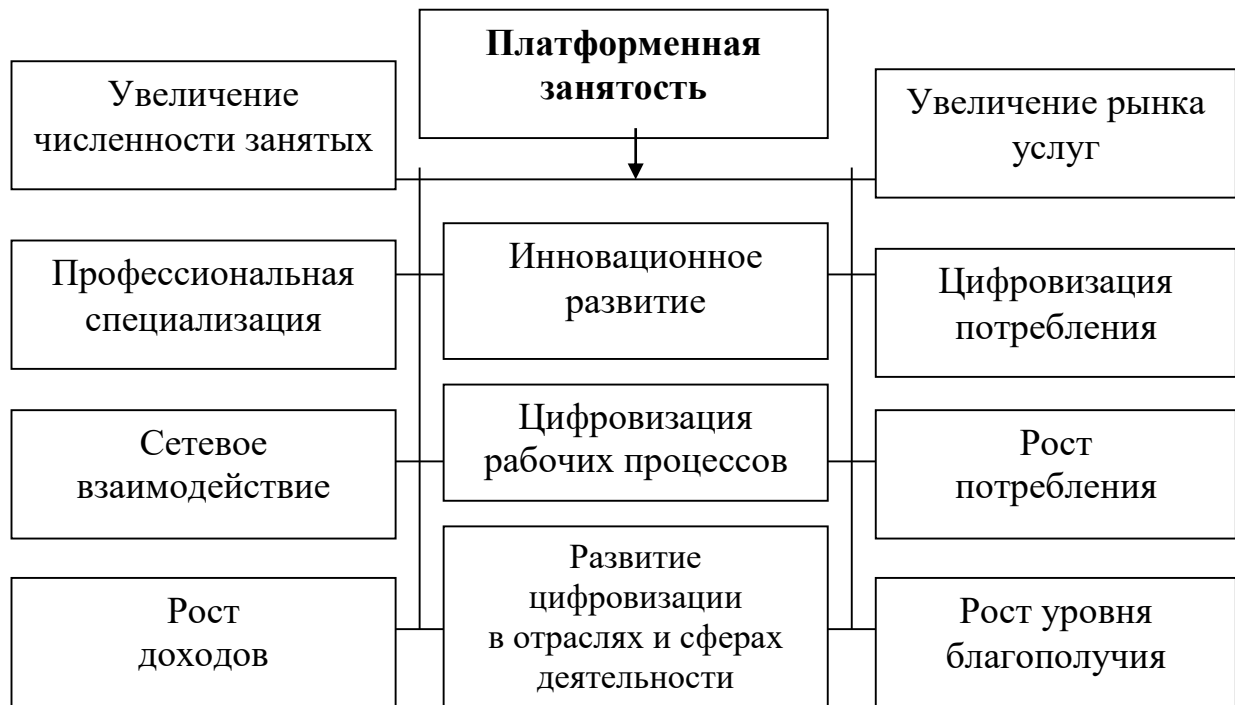 Платформенная
занятость
Увеличение
численности занятых
Увеличение рынка
услуг
Профессиональная
специализация
Инновационное
развитие
Цифровизация
потребления
Сетевое
взаимодействие
Цифровизация
рабочих процессов
Рост
потребления
Рост
доходов
Развитие
цифровизации
в отраслях и сферах
деятельности
Рост уровня
благополучия